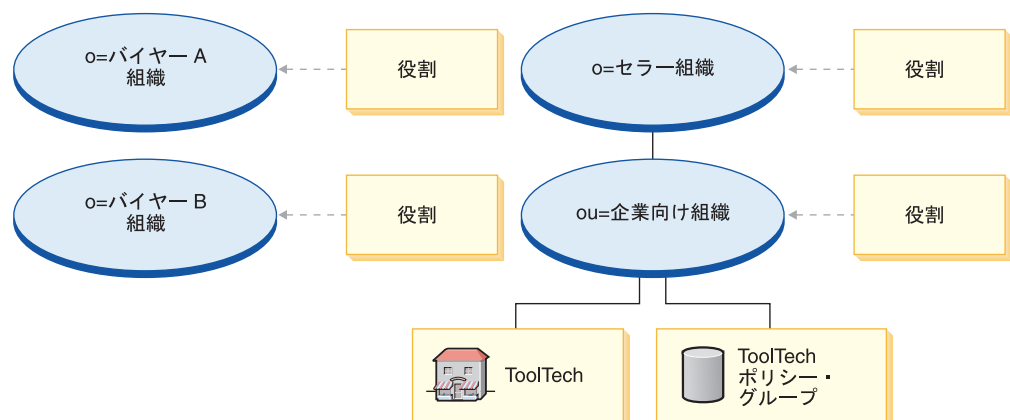 o=バイヤー A
組織
役割
o=セラー組織
役割
o=バイヤー B
組織
役割
ou=企業向け組織
役割
ToolTech
ToolTech
ポリシー・
グループ